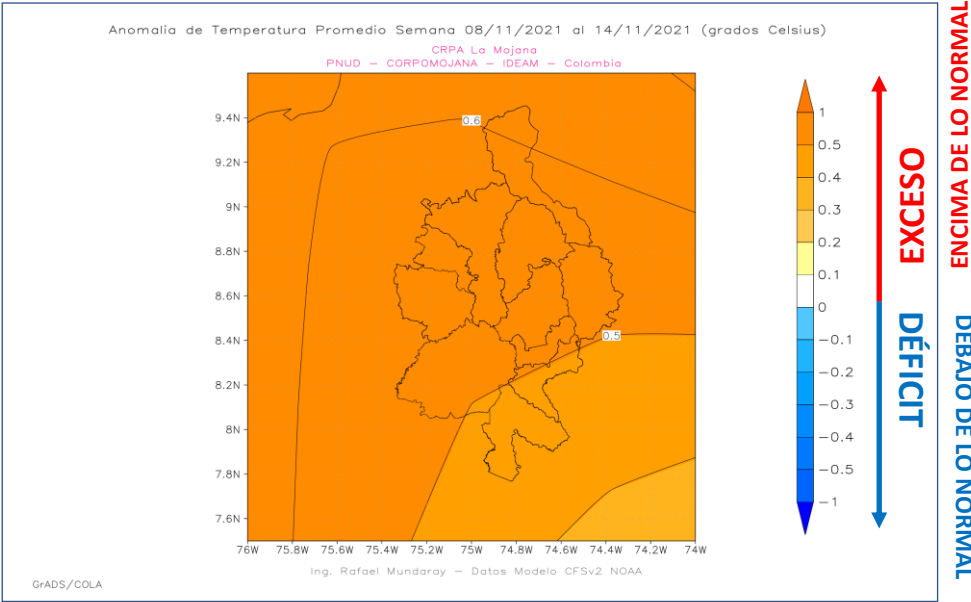 Anomalia de Temperatura Promedio Semana 08/11/2021 al 14/11/2021 (grados Celsius)
CRPA La Mojana
PNUD – CORPOMOJANA – IDEAM – Colombia
9.4N
9.2N
9N
8.8N
8.6N
8.4N
8.2N
8N
7.8N
7.6N
76W 75.8W 75.6W 75.4W 75.2W 75W 74.8W 74.6W 74.4W 74.2W 74W
0.6
0.5
1
0.5
0.4
0.3
0.2
0.1
0
−0.1
−0.2
−0.3
−0.4
−0.5
−1
EXCESO
DÉFICIT
ENCIMA DE LO NORMAL
DEBAJO DE LO NORMAL
Ing. Rafael Mundaray – Datos Modelo CFSv2 NOAA
GrADS/COLA